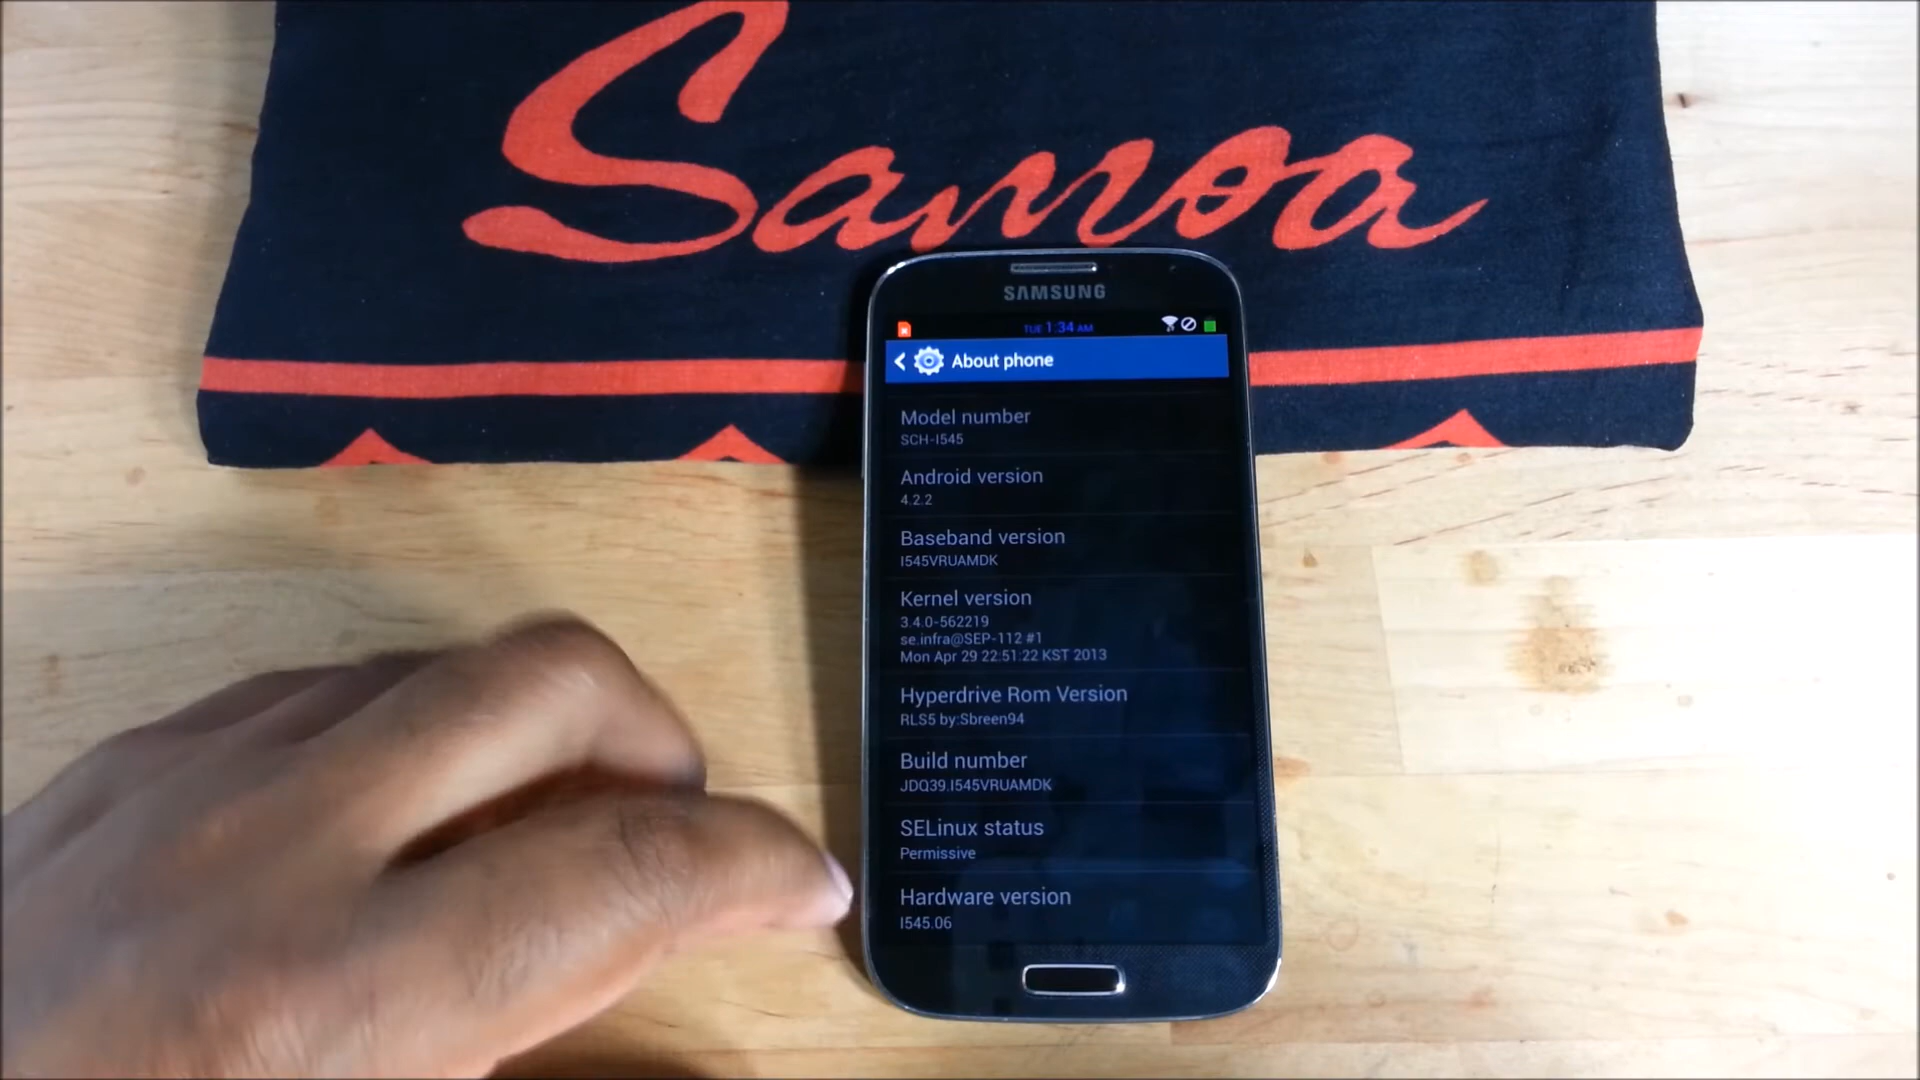 Samoa
SAMSUNG
TUE 1:34 AM
About phone
Model number
SCH-I545
Android version
4.2.2
Baseband version
I545VRUAMDK
Kernel version
3.4.0-562219
se.infra@SEP-112 #1
Mon Apr 29 22:51:22 KST 2013
Hyperdrive Rom Version
RLS5 by:Sbreen94
Build number
JDQ39.I545VRUAMDK
SELinux status
Permissive
Hardware version
I545.06